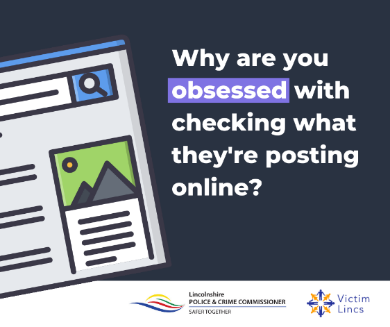 Why are you
obsessed with
checking what
they're posting
online?
Lincolnshire
POLICE & CRIME COMMISSIONER
SAFER TOGETHER
Victim
Lincs